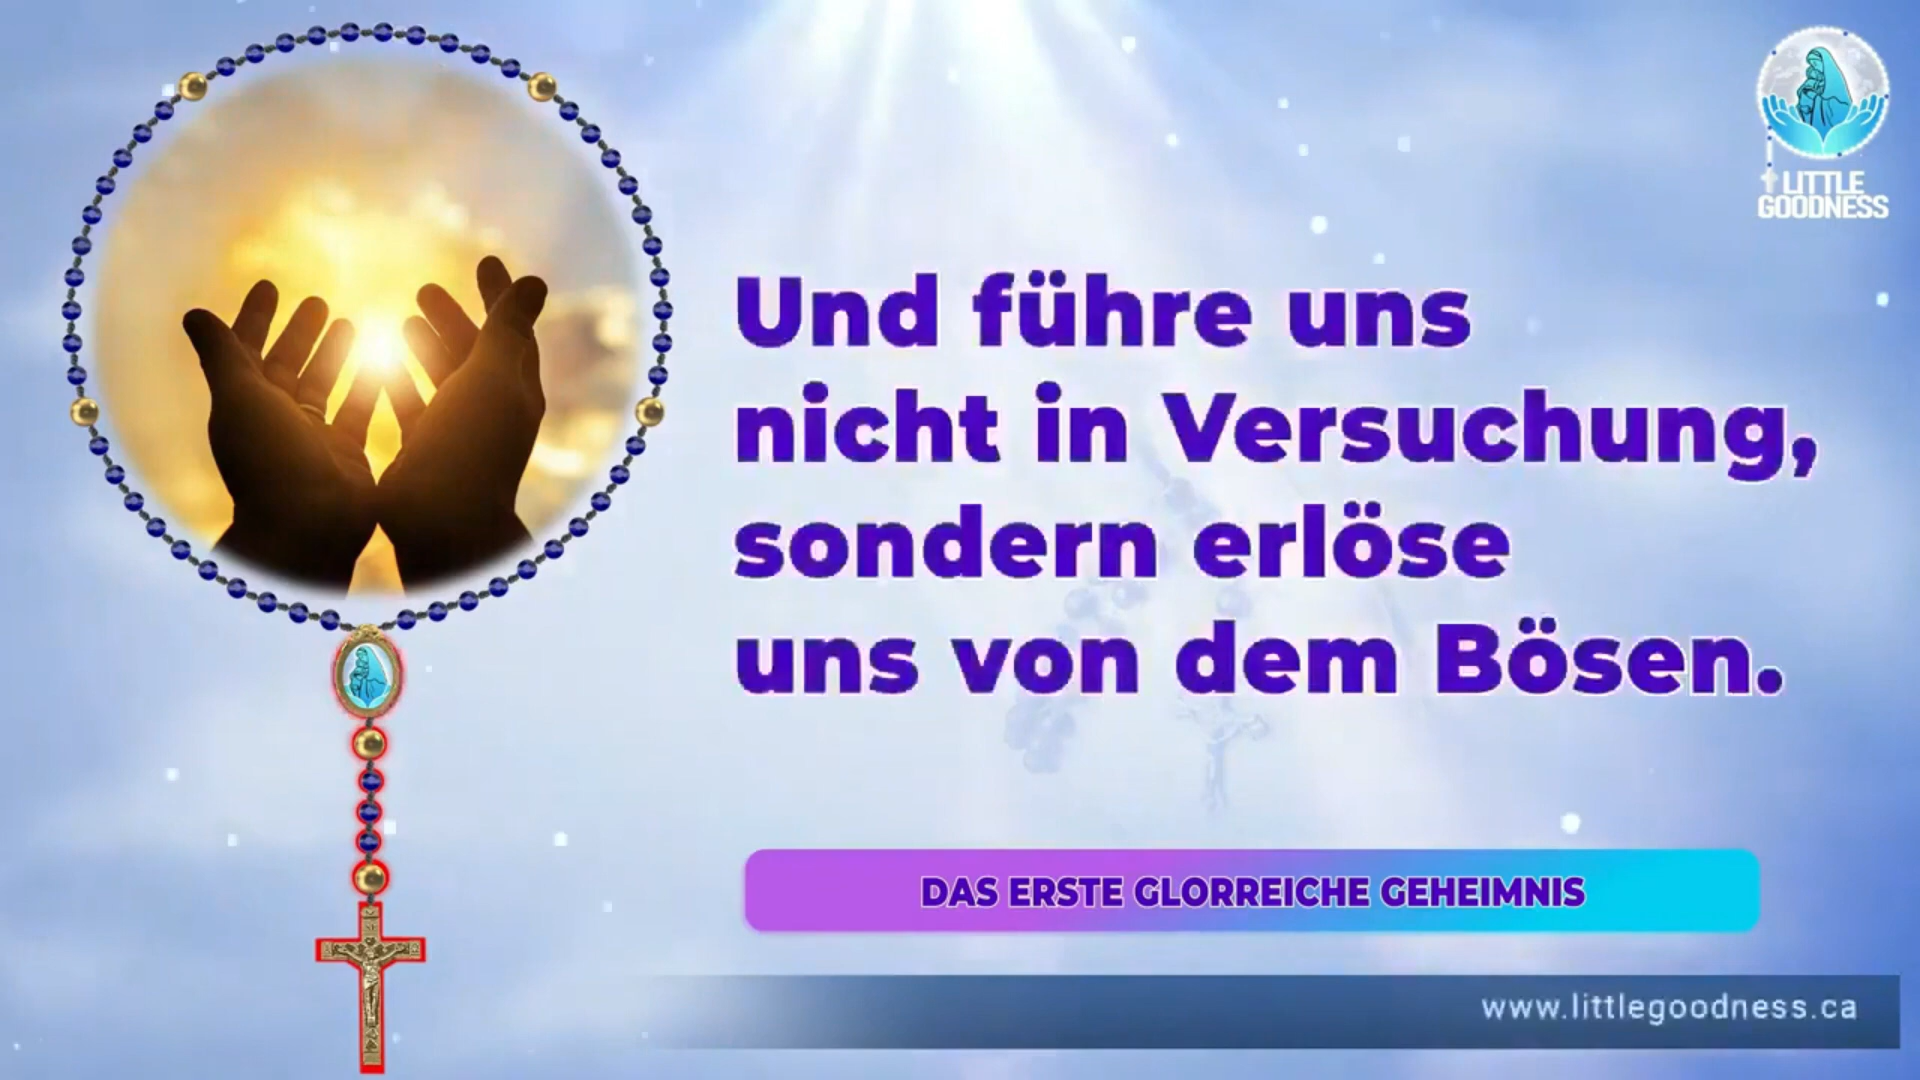 LITTLE
GOODNESS
Und führe uns
nicht in Versuchung,
sondern erlöse
uns von dem Bösen.
DAS ERSTE GLORREICHE GEHEIMNIS
www.littlegoodness.ca